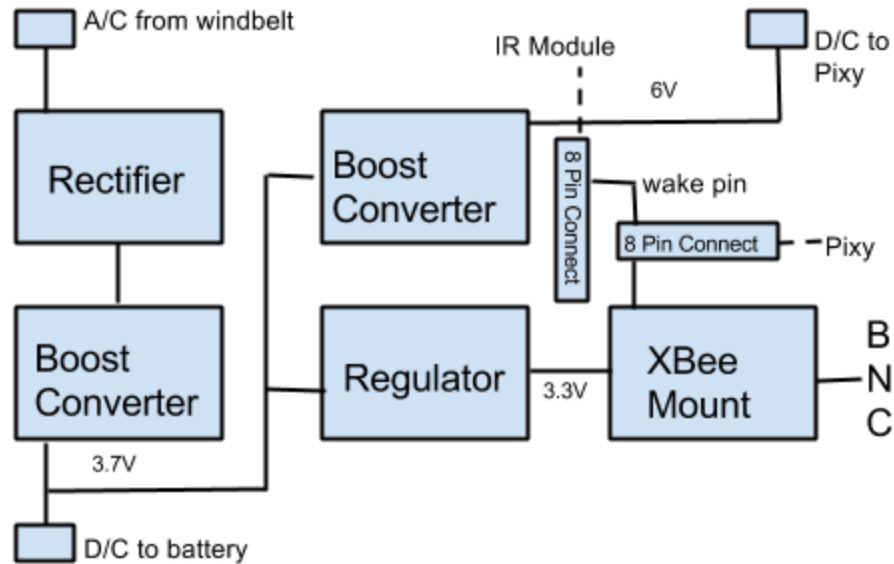 A/C from windbelt
IR Module
D/C to
Pixy
6V
Rectifier
Boost
Converter
8 Pin Connect
wake pin
8 Pin Connect
Pixy
Boost
Converter
Regulator
3.3V
XBee
Mount
B
N
C
3.7V
D/C to battery